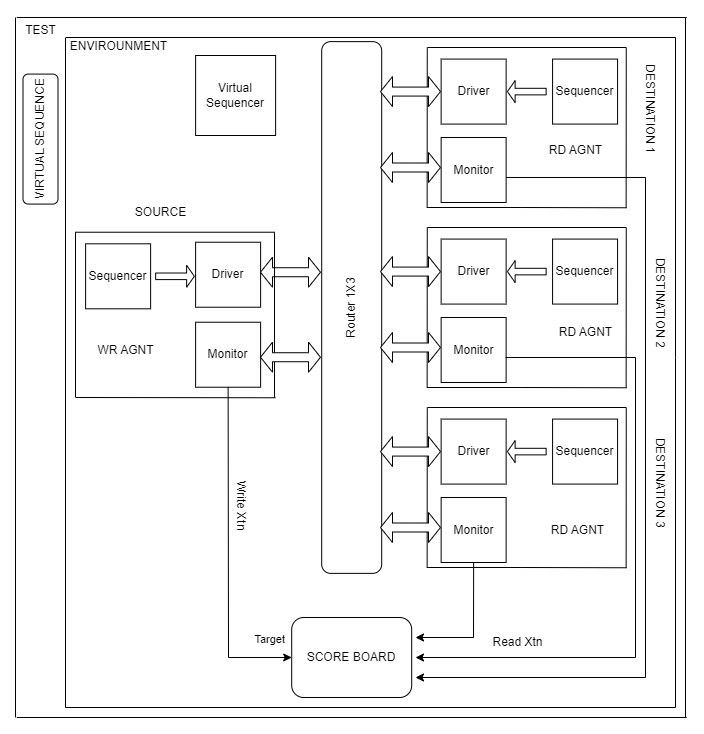 TEST
ENVIROUNMENT
VIRTUAL SEQUENCE
Virtual
Sequencer
SOURCE
Sequencer
Driver
WR AGNT
Monitor
Router 1X3
Driver
Sequencer
RD AGNT
Monitor
DESTINATION 1
Driver
Sequencer
RD AGNT
Monitor
DESTINATION 2
Driver
Sequencer
Monitor
RD AGNT
DESTINATION 3
Write Xtn
Target
SCORE BOARD
Read Xtn